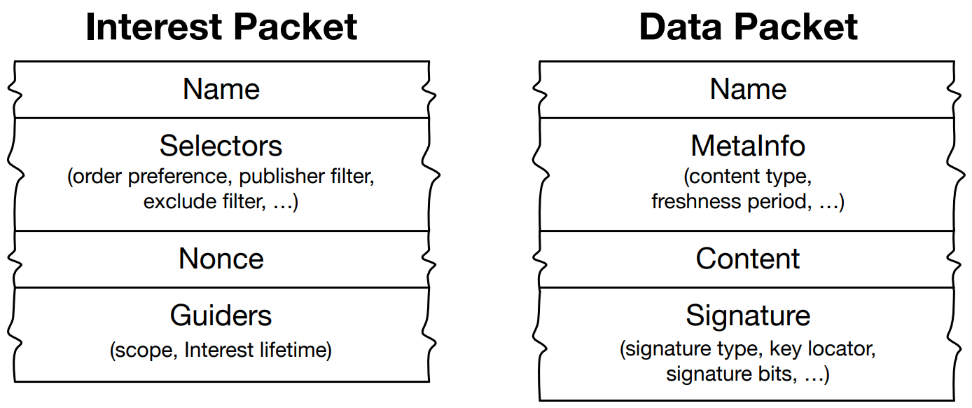 Interest Packet
Name
Selectors
(order preference, publisher filter,
exclude filter, …)
Nonce
Guiders
(scope, Interest lifetime)
Data Packet
Name
MetaInfo
(content type,
freshness period, …)
Content
Signature
(signature type, key locator,
signature bits, …)